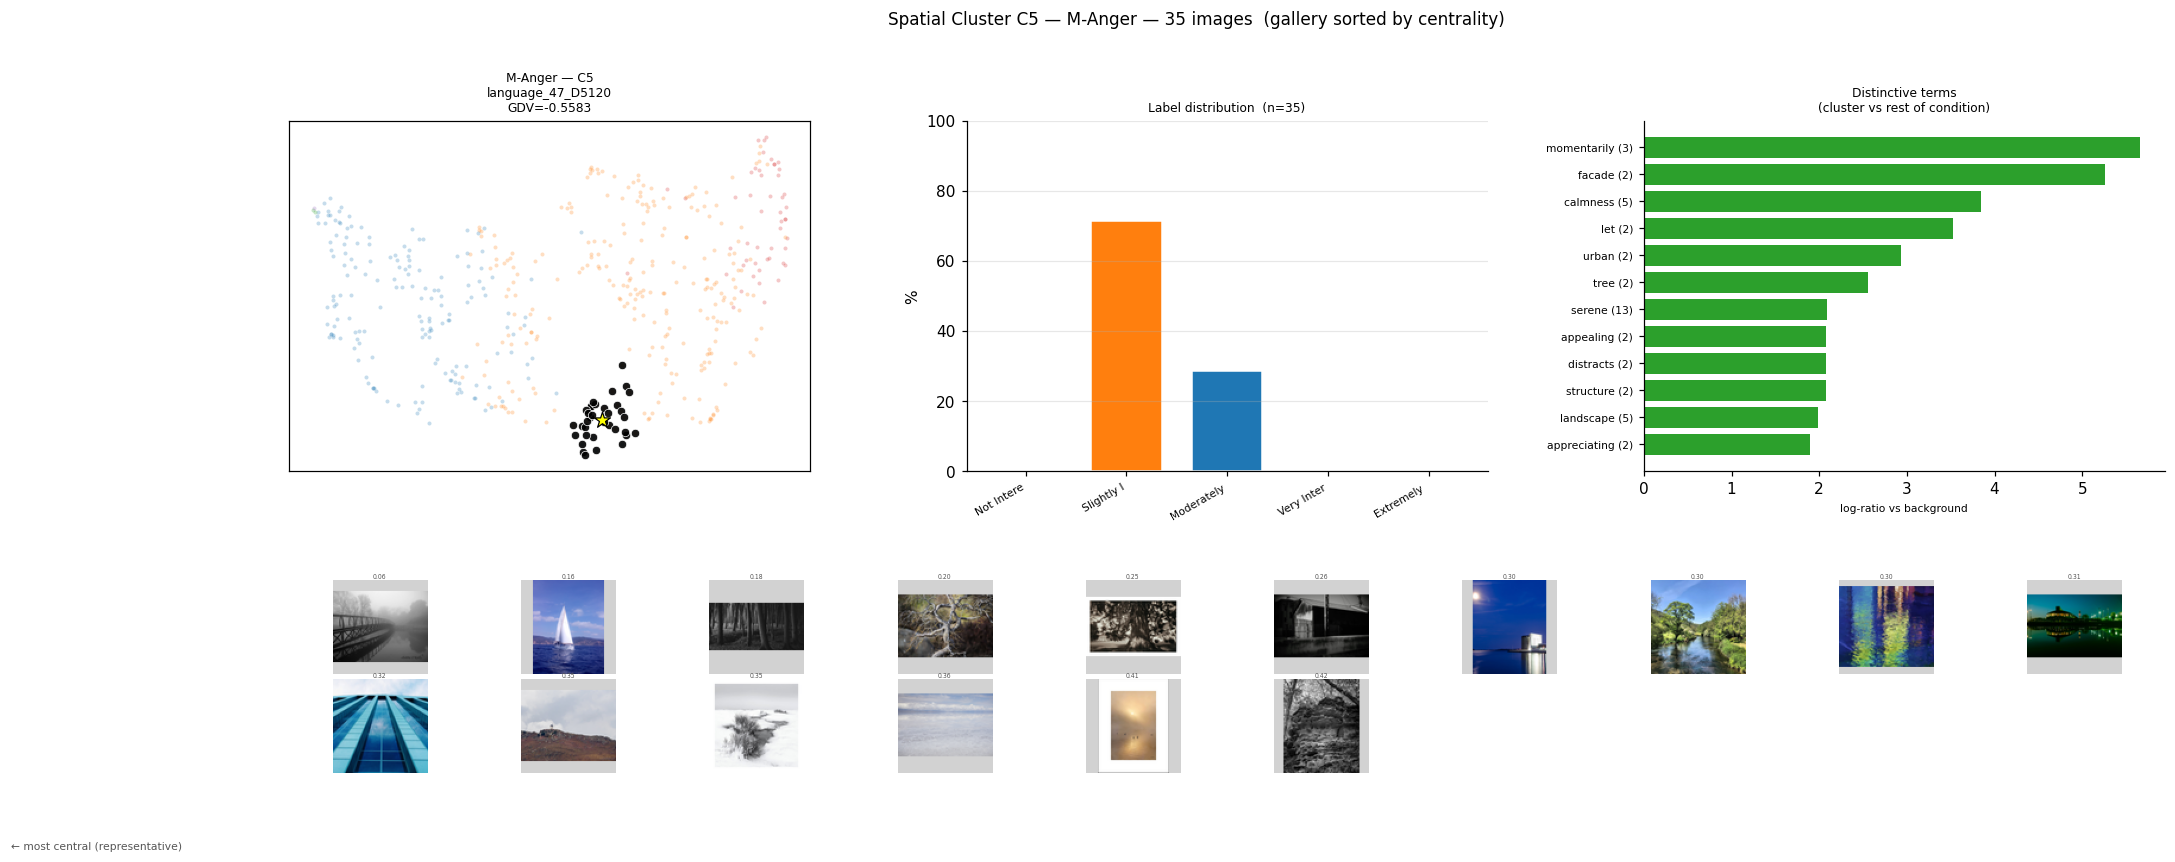 Spatial Cluster C5 — M-Anger — 35 images  (gallery sorted by centrality)
M-Anger — C5
language_47_D5120
GDV=-0.5583
Label distribution  (n=35)
100
80
60
40
20
0
%
Not Intere
Slightly I
Moderately
Very Inter
Extremely
Distinctive terms
(cluster vs rest of condition)
momentarily (3)
facade (2)
calmness (5)
let (2)
urban (2)
tree (2)
serene (13)
appealing (2)
distracts (2)
structure (2)
landscape (5)
appreciating (2)
0 1 2 3 4 5
log-ratio vs background
0.06 0.16 0.18 0.20 0.25 0.26 0.30 0.30 0.30 0.31
0.32 0.35 0.35 0.36 0.41 0.42
← most central (representative)